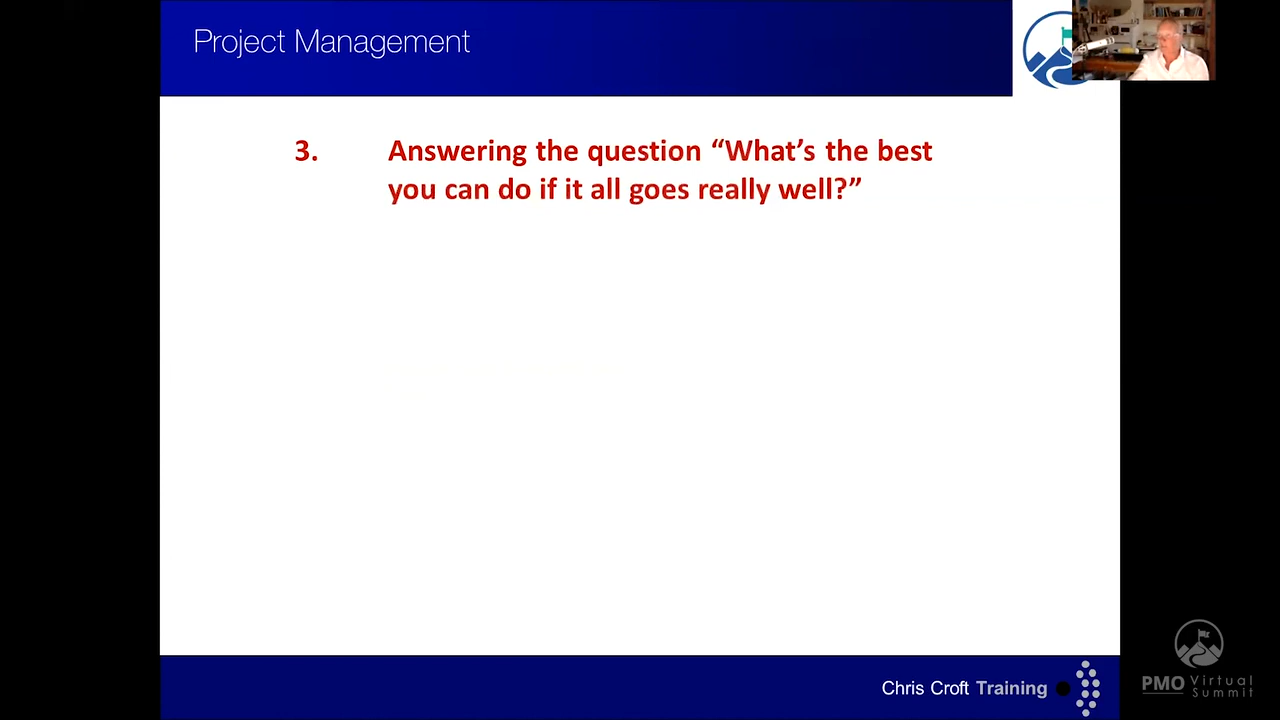 Project Management
3. Answering the question “What’s the best
you can do if it all goes really well?”
Chris Croft Training
PMO Virtual
Summit